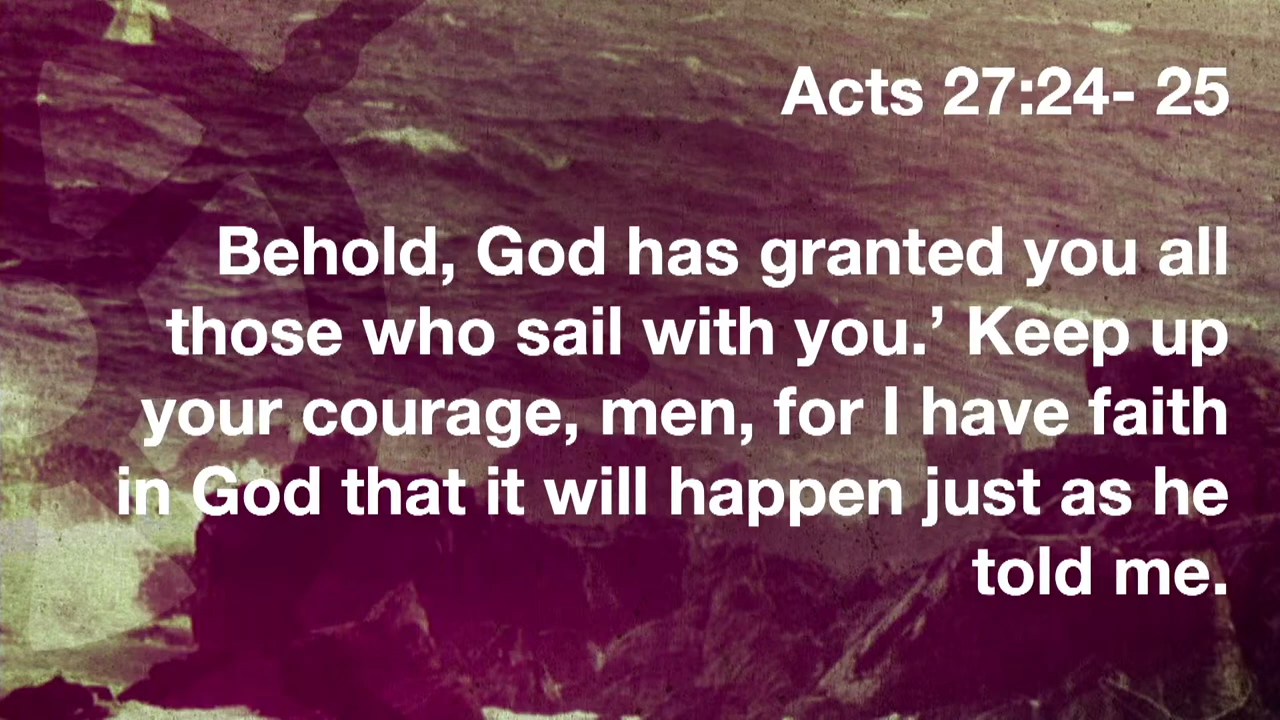 Acts 27:24- 25
Behold, God has granted you all
those who sail with you.’ Keep up
your courage, men, for I have faith
in God that it will happen just as he
told me.